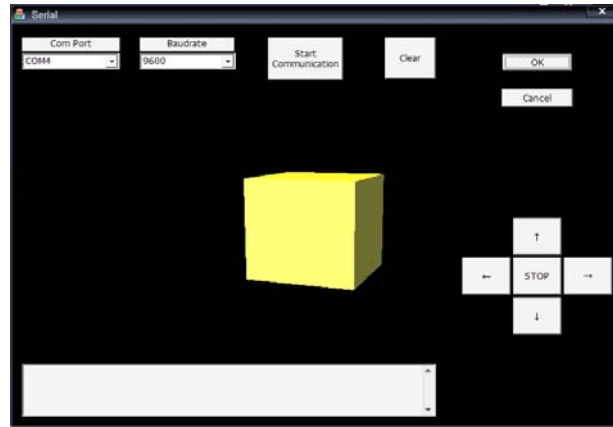 Serial
Com Port
Baudrate
COM4
9600
Start
Communication
Clear
OK
Cancel
↑
← STOP →
↓